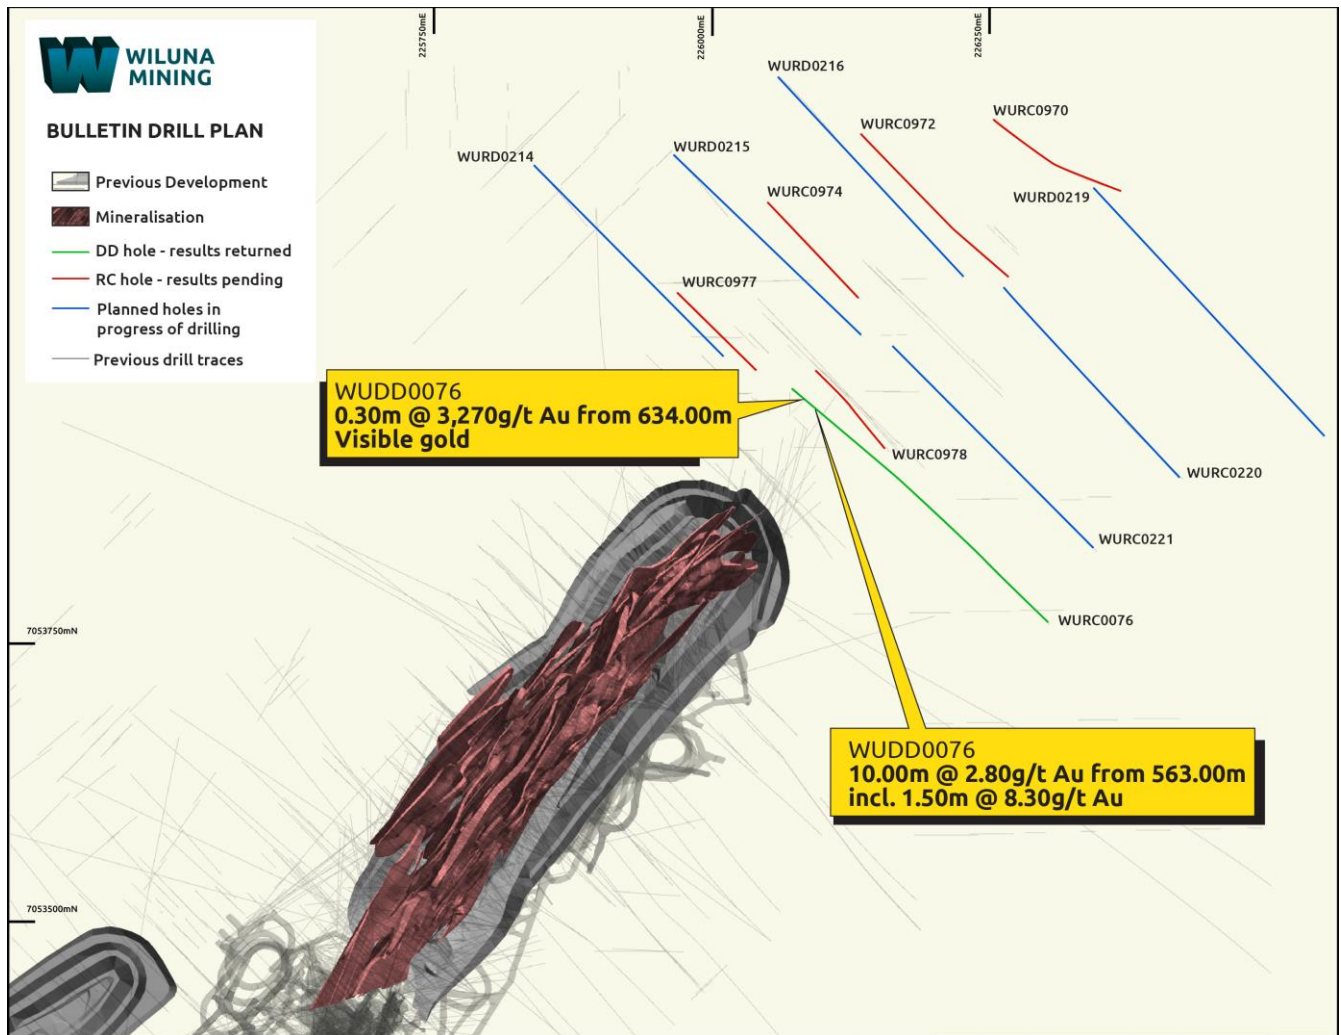 WILUNA
MINING
BULLETIN DRILL PLAN
Previous Development
Mineralisation
DD hole - results returned
RC hole - results pending
Planned holes in
progress of drilling
Previous drill traces
225750mE
226000mE
226250mE
WURD0216
WURC0970
WURC0972
WURD0215
WURD0214
WURC0974
WURD0219
WURC0977
WUDD0076
0.30m @ 3,270g/t Au from 634.00m
Visible gold
WURC0978
WURC0220
WURC0221
WURC0076
7053750mN
WUDD0076
10.00m @ 2.80g/t Au from 563.00m
incl. 1.50m @ 8.30g/t Au
7053500mN